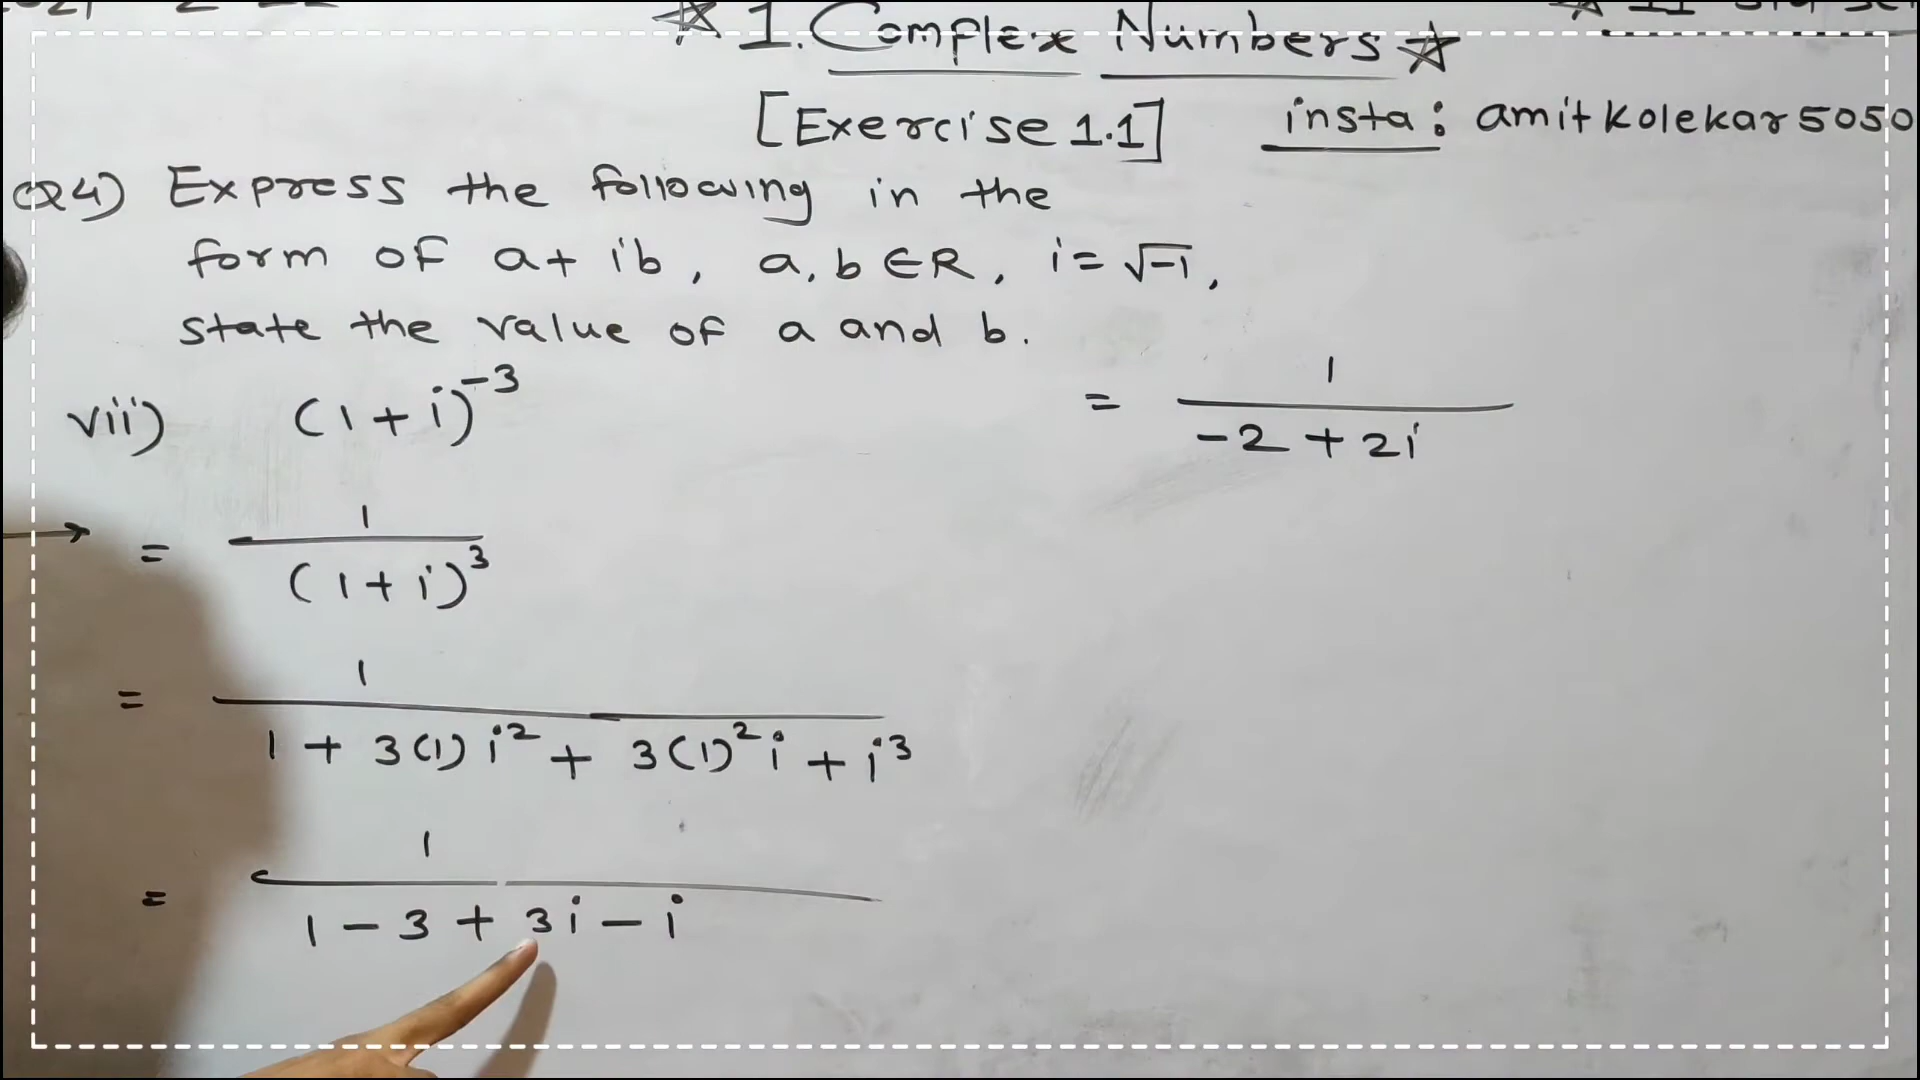 ☆ 1. Complex Numbers ☆
[Exercise 1.1] insta : amitkolekar5050
Q4) Express the following in the
form of a + ib, a, b ∈ R, i = √-1,
state the value of a and b.
vii) (1 + i)^-3
= 1 / (1 + i)^3
= 1 / (1 + 3(1) i^2 + 3(1)^2 i + i^3)
= 1 / (1 - 3 + 3i - i)
= 1 / (-2 + 2i)